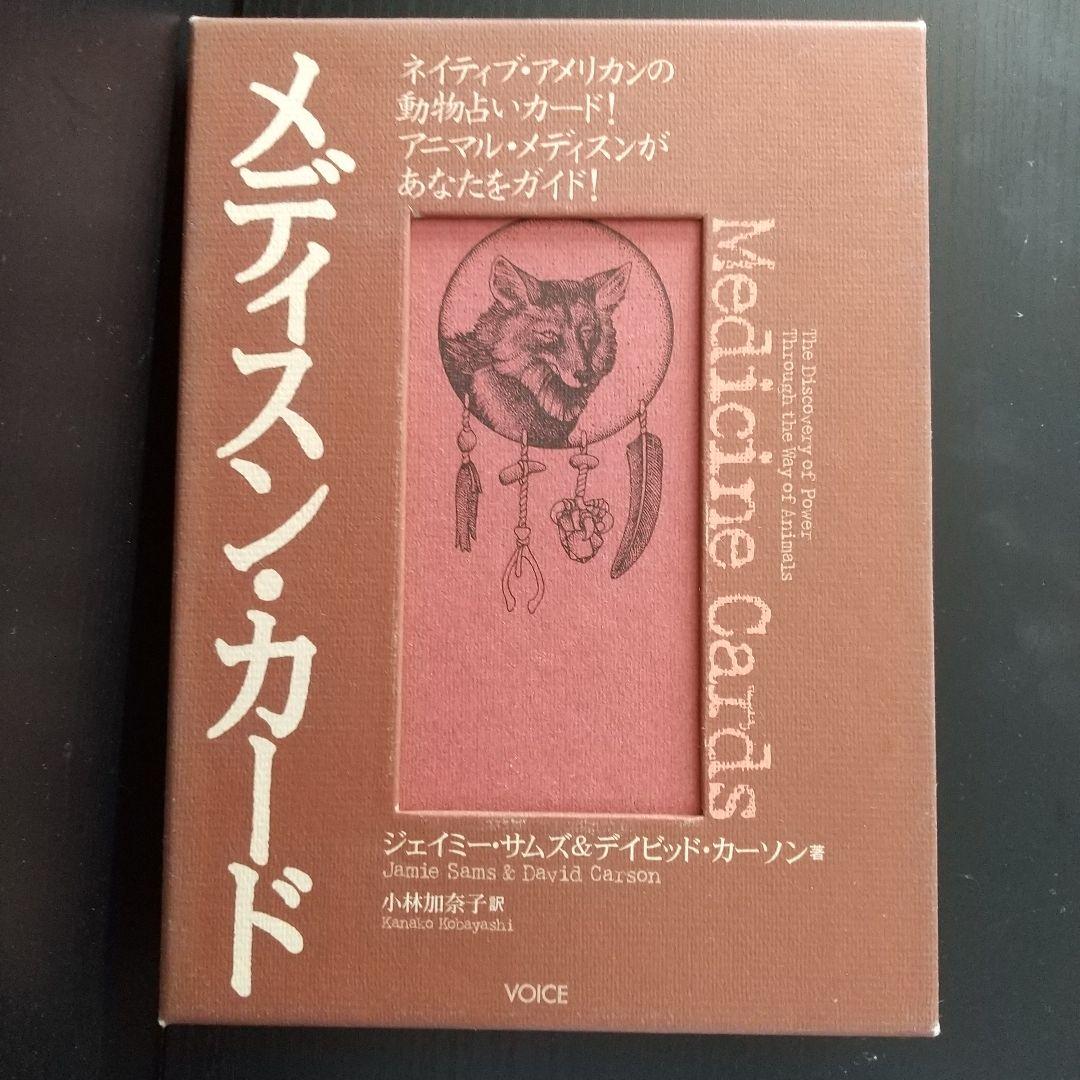 メディスン・カード
ネイティブ・アメリカンの
動物占いカード!
アニマル・メディスンが
あなたをガイド!
Medicine Cards
The Discovery of Power
Through the Way of Animals
ジェイミー・サムズ&デイビッド・カーソン 著
Jamie Sams & David Carson
小林加奈子 訳
Kanako Kobayashi
VOICE